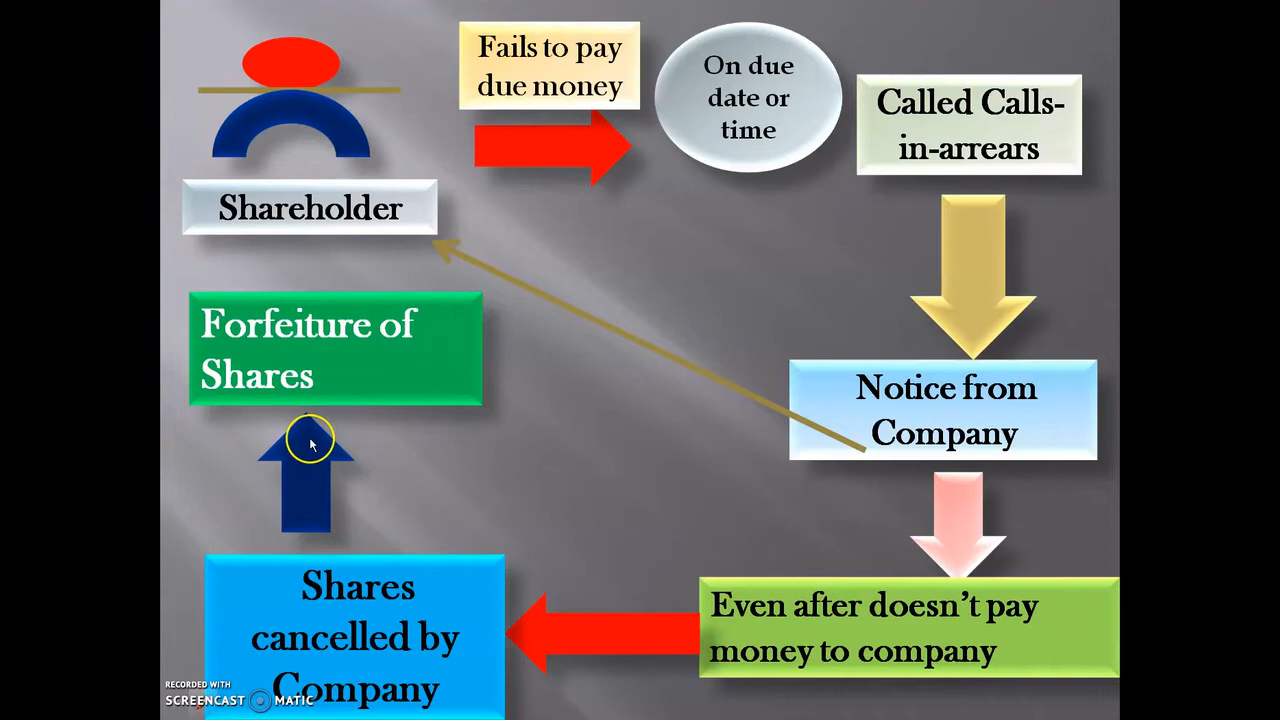 Fails to pay
due money
On due
date or
time
Called Calls-
in-arrears
Shareholder
Notice from
Company
Even after doesn't pay
money to company
Shares
cancelled by
Company
Forfeiture of
Shares
RECORDED WITH
SCREENCAST MATIC